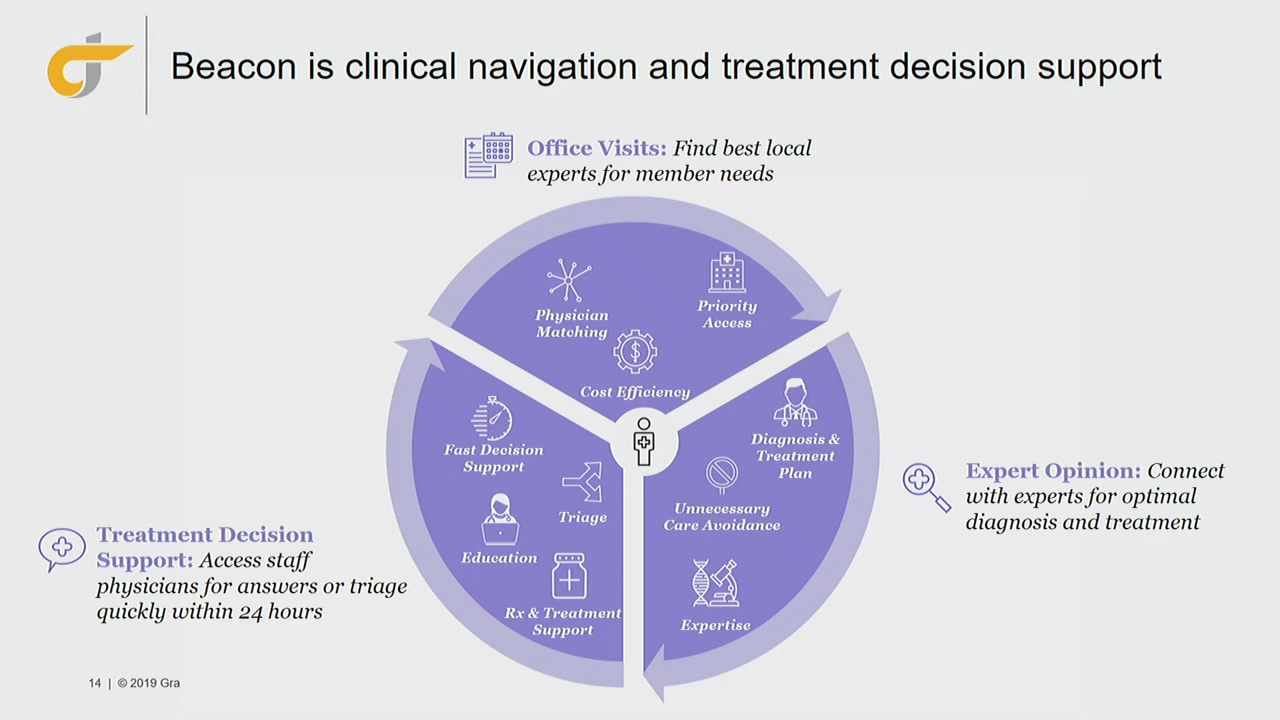 Beacon is clinical navigation and treatment decision support
Office Visits: Find best local
experts for member needs
Physician
Matching
Priority
Access
Cost Efficiency
Fast Decision
Support
Triage
Education
Rx & Treatment
Support
Diagnosis &
Treatment
Plan
Unnecessary
Care Avoidance
Expertise
Expert Opinion: Connect
with experts for optimal
diagnosis and treatment
Treatment Decision
Support: Access staff
physicians for answers or triage
quickly within 24 hours
14 | © 2019 Gra